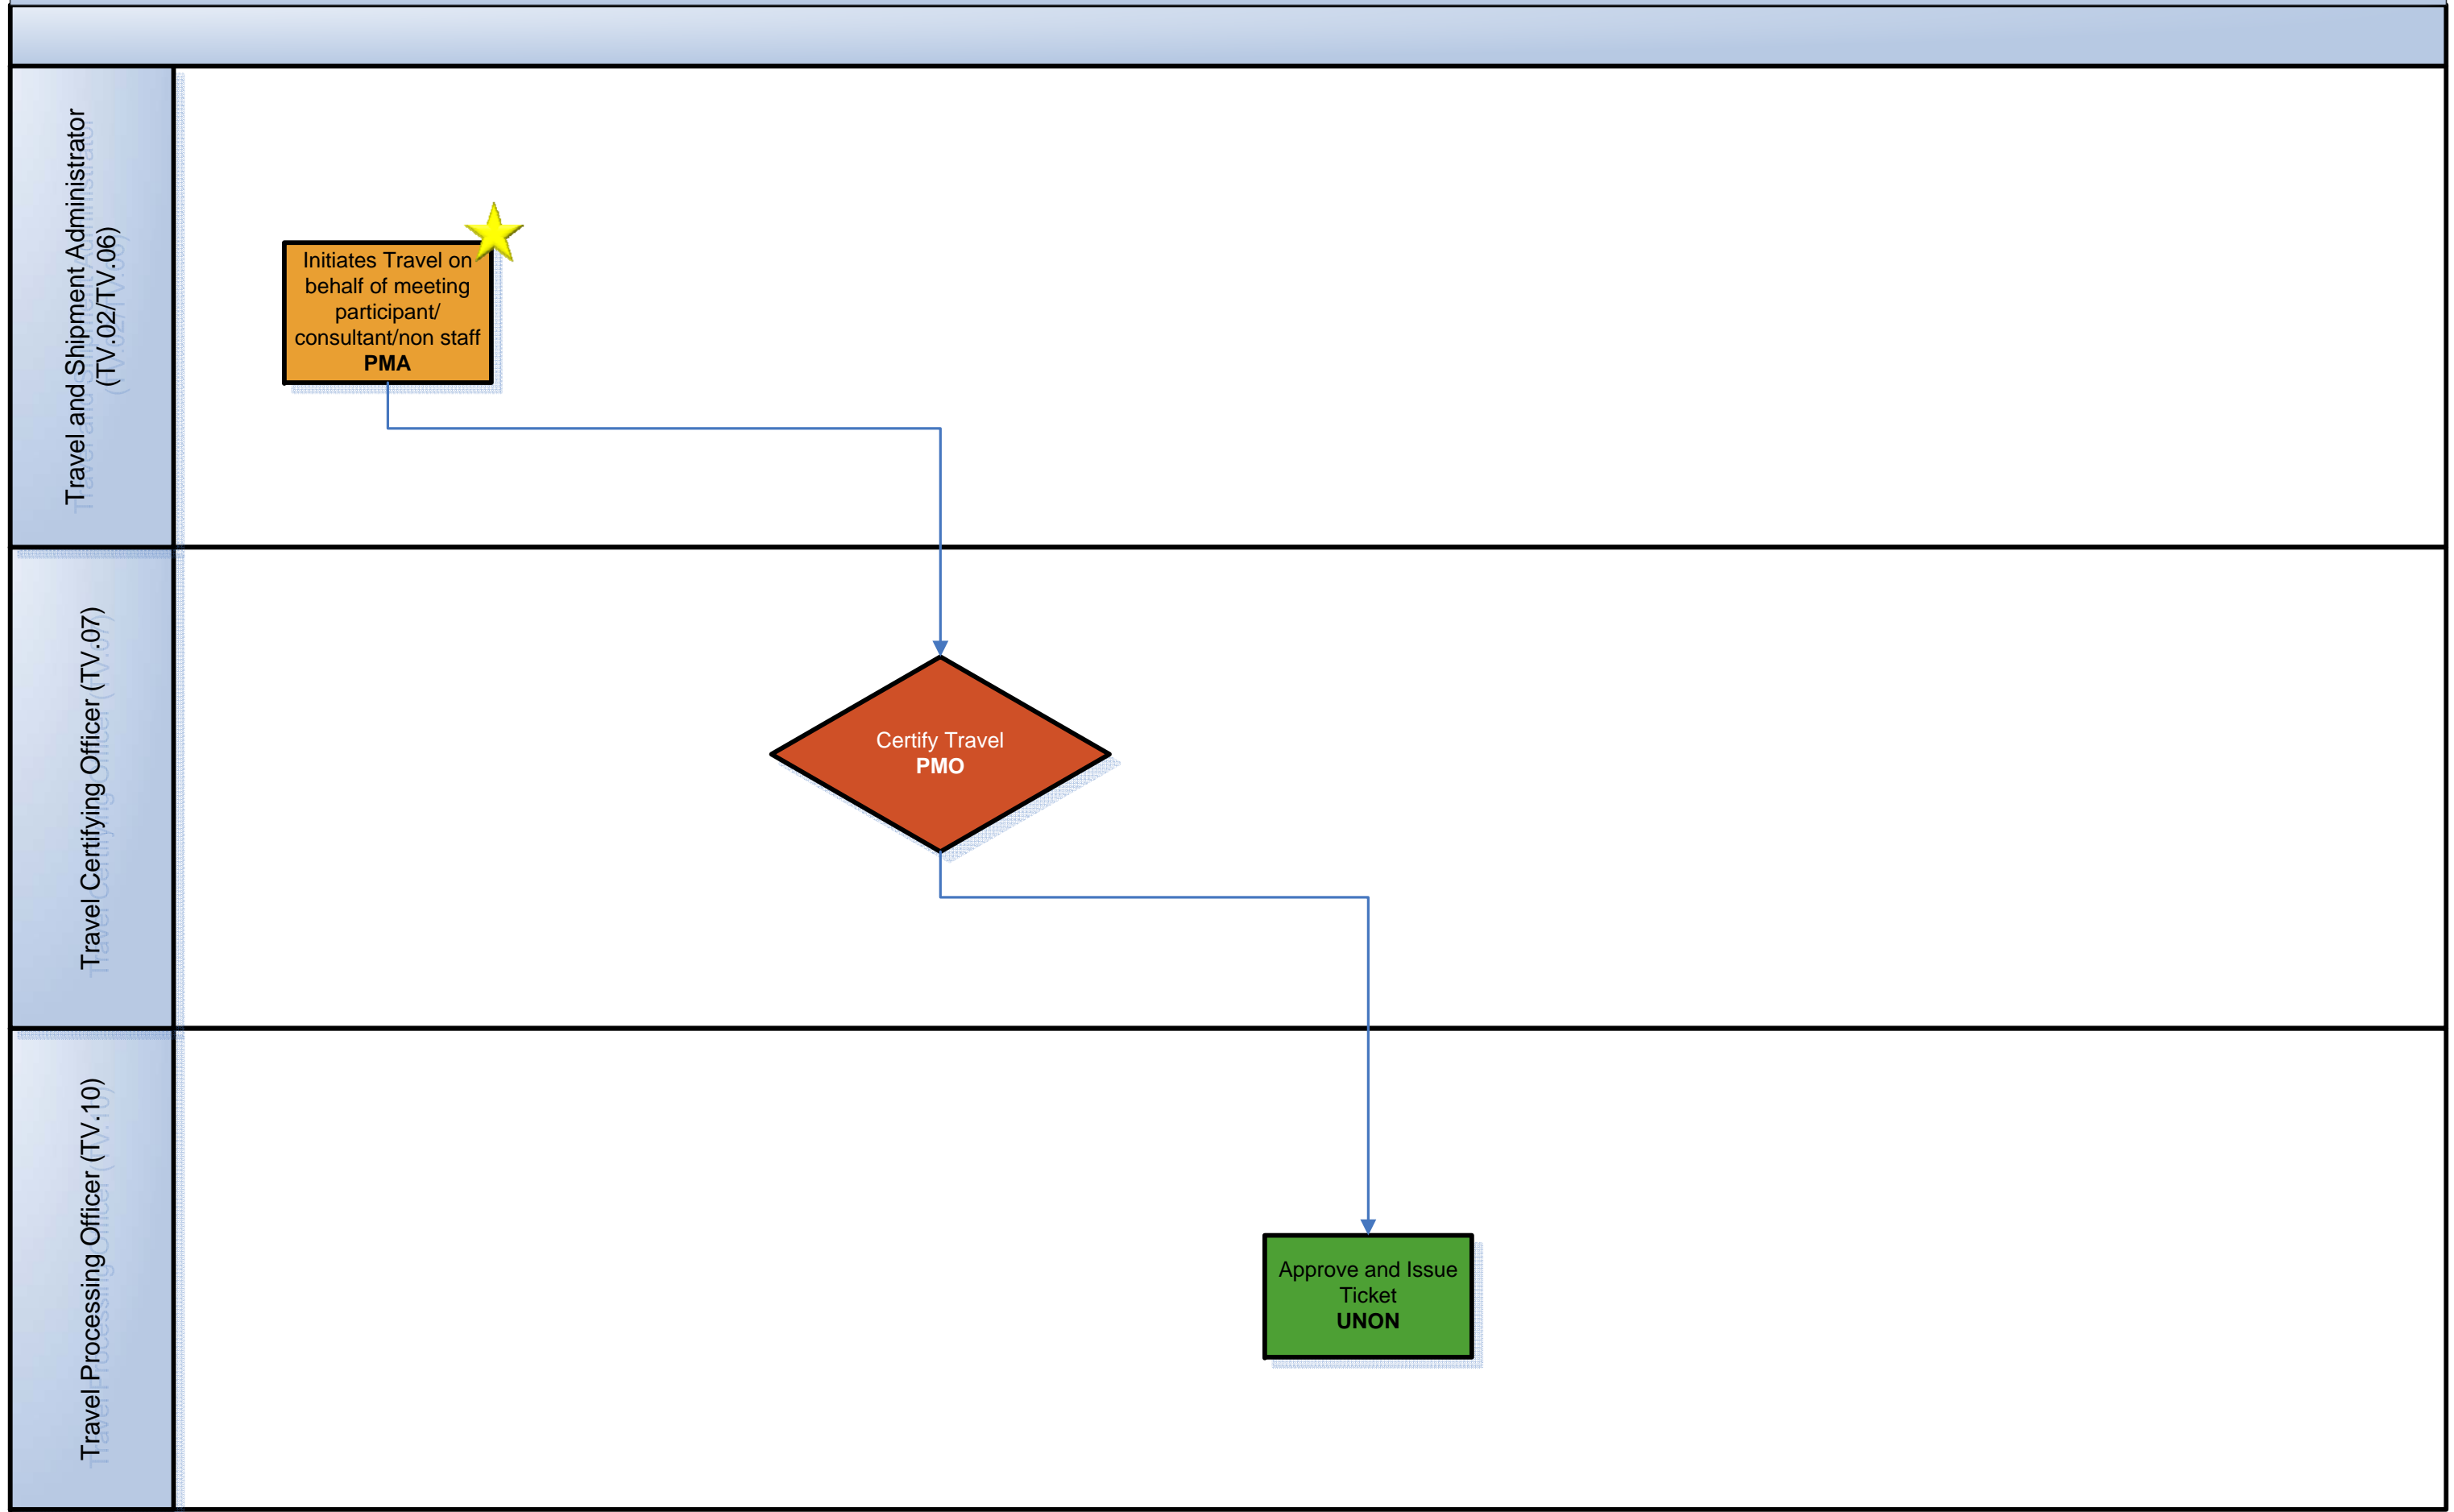 Travel and Shipment Administrator
(TV.02/TV.06)
Initiates Travel on
behalf of meeting
participant/
consultant/non staff
PMA
Travel Certifying Officer (TV.07)
Certify Travel
PMO
Travel Processing Officer (TV.10)
Approve and Issue
Ticket
UNON